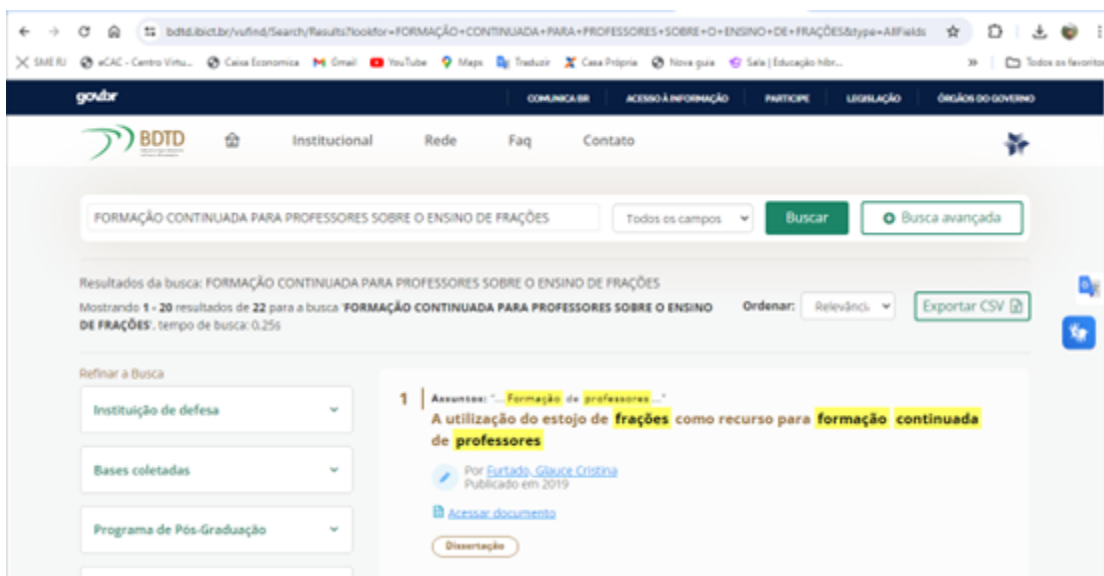 bdtd.ibict.br/vufind/Search/Results?lookfor=FORMAÇÃO+CONTINUADA+PARA+PROFESSORES+SOBRE+O+ENSINO+DE+FRAÇÕES&type=AllFields
SME RJ eCAC - Centro Virtu... Caixa Economica Gmail YouTube Maps Traduzir Casa Própria Nova guia Sala | Educação híbr... » Todos os favoritos
govbr COMUNICA BR ACESSO À INFORMAÇÃO PARTICIPE LEGISLAÇÃO ÓRGÃOS DO GOVERNO
BDTD Institucional Rede Faq Contato
FORMAÇÃO CONTINUADA PARA PROFESSORES SOBRE O ENSINO DE FRAÇÕES Todos os campos Buscar Busca avançada
Resultados da busca: FORMAÇÃO CONTINUADA PARA PROFESSORES SOBRE O ENSINO DE FRAÇÕES
Mostrando 1 - 20 resultados de 22 para a busca 'FORMAÇÃO CONTINUADA PARA PROFESSORES SOBRE O ENSINO
DE FRAÇÕES', tempo de busca: 0.25s
Ordenar: Relevânci. Exportar CSV
Refinar a Busca
Instituição de defesa
Bases coletadas
Programa de Pós-Graduação
1 Assuntos: "... Formação de professores ..."
A utilização do estojo de frações como recurso para formação continuada
de professores
Por Furtado, Glauce Cristina
Publicado em 2019
Acessar documento
Dissertação